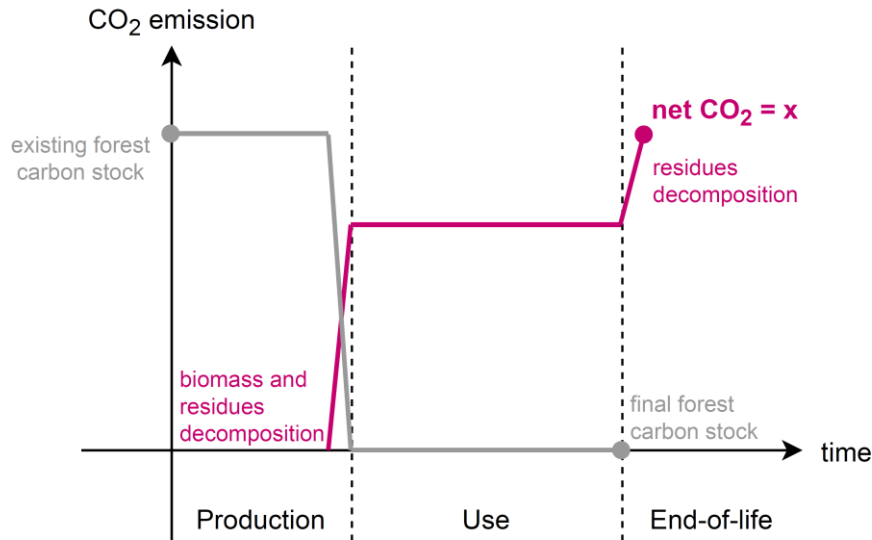 CO₂ emission
existing forest
carbon stock
net CO₂ = x
residues
decomposition
biomass and
residues
decomposition
final forest
carbon stock
time
Production
Use
End-of-life